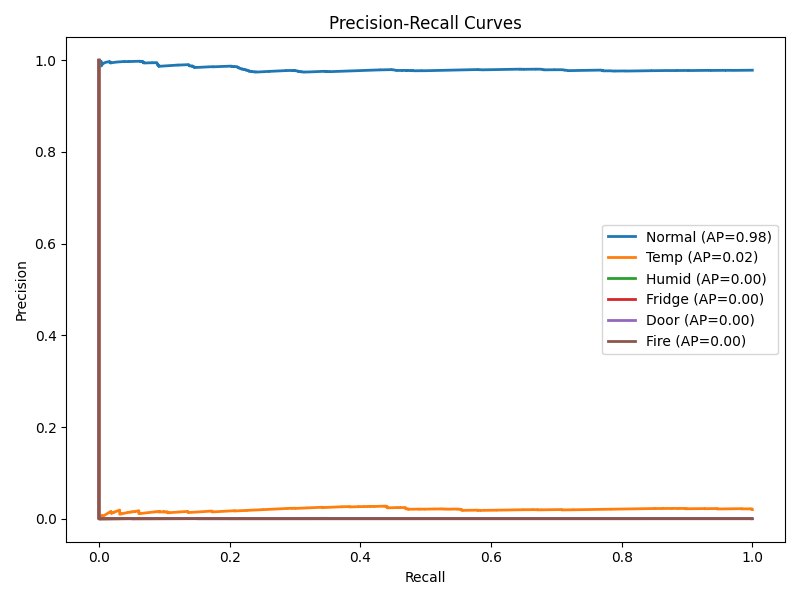 Precision-Recall Curves
Precision
1.0
0.8
0.6
0.4
0.2
0.0
Normal (AP=0.98)
Temp (AP=0.02)
Humid (AP=0.00)
Fridge (AP=0.00)
Door (AP=0.00)
Fire (AP=0.00)
0.0 0.2 0.4 0.6 0.8 1.0
Recall